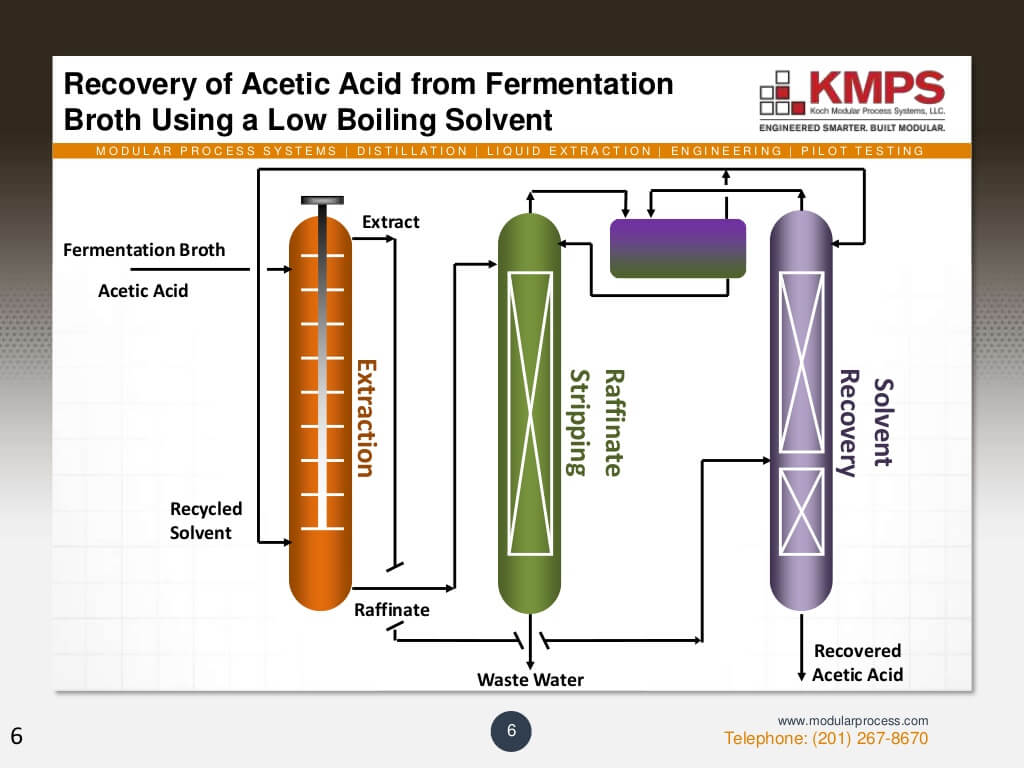 Recovery of Acetic Acid from Fermentation
Broth Using a Low Boiling Solvent
KMPS
Koch Modular Process Systems, LLC.
ENGINEERED SMARTER. BUILT MODULAR.
MODULAR PROCESS SYSTEMS | DISTILLATION | LIQUID EXTRACTION | ENGINEERING | PILOT TESTING
Extract
Fermentation Broth
Acetic Acid
Extraction
Raffinate
Stripping
Solvent
Recovery
Recycled
Solvent
Raffinate
Waste Water
Recovered
Acetic Acid
6
6
www.modularprocess.com
Telephone: (201) 267-8670